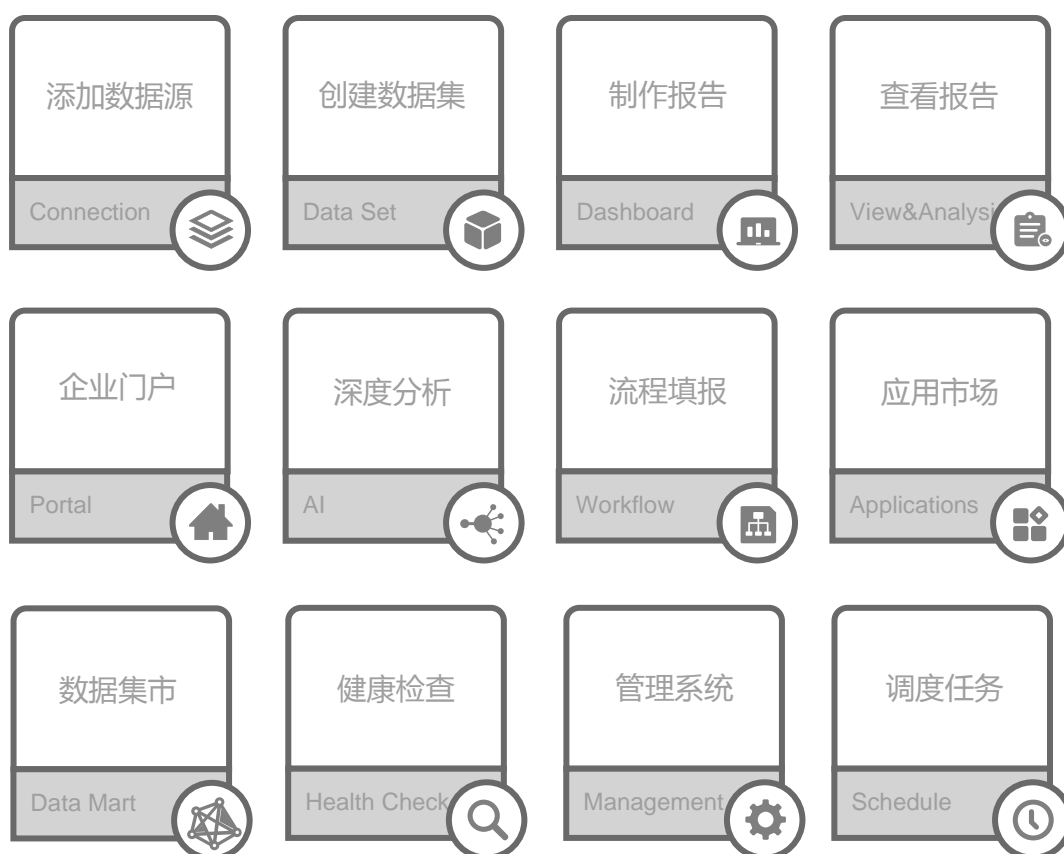 添加数据源
创建数据集
制作报告
查看报告
Connection
Data Set
Dashboard
View&Analysi
企业门户
深度分析
流程填报
应用市场
Portal
AI
Workflow
Applications
数据集市
健康检查
管理系统
调度任务
Data Mart
Health Check
Management
Schedule